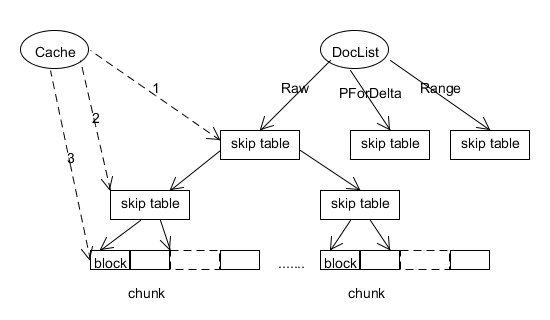 Cache
DocList
1
Raw
PForDelta
Range
2
skip table
skip table
skip table
3
skip table
skip table
block
.......
block
chunk
chunk